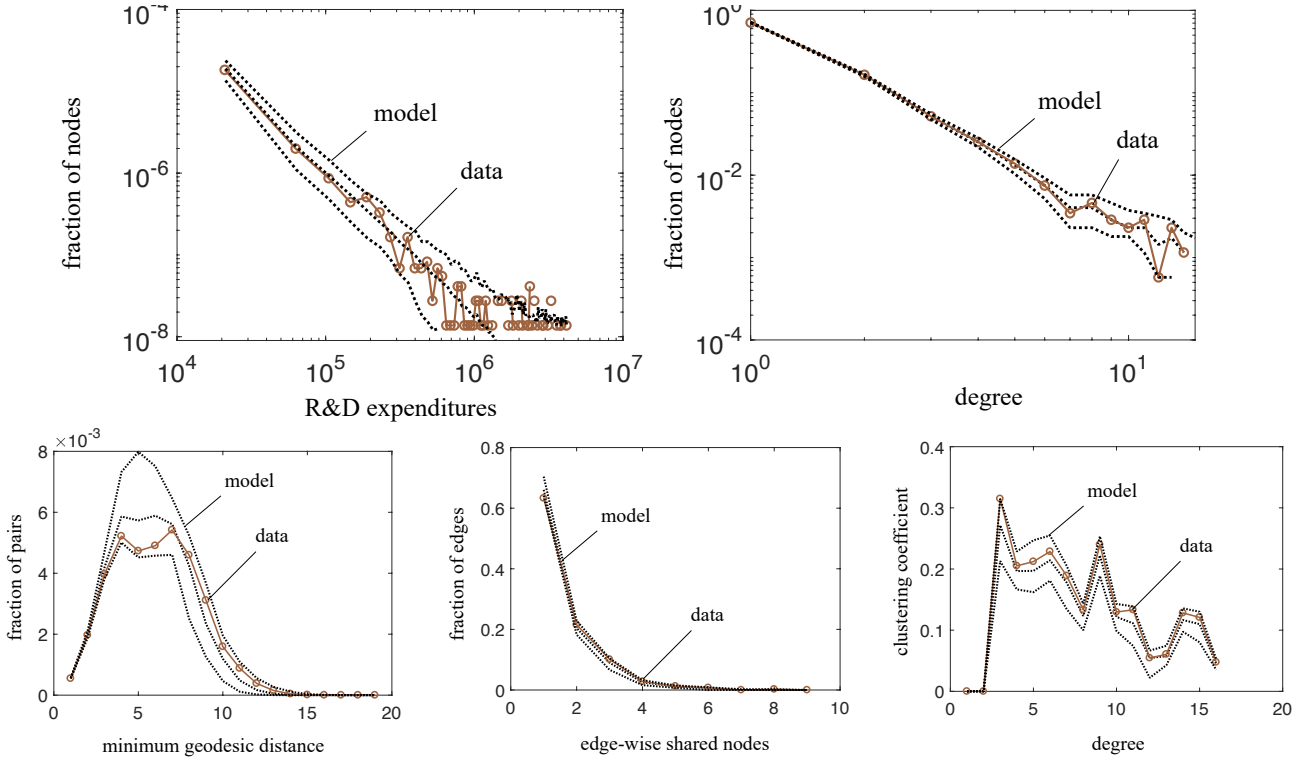 10^-4
10^-6
10^-8
10^4
10^5
10^6
10^7
fraction of nodes
R&D expenditures
model
data
10^0
10^-2
10^-4
10^0
10^1
fraction of nodes
degree
model
data
×10^-3
8
6
4
2
0
0
5
10
15
20
fraction of pairs
minimum geodesic distance
model
data
0.8
0.6
0.4
0.2
0
0
2
4
6
8
10
fraction of edges
edge-wise shared nodes
model
data
0.4
0.3
0.2
0.1
0
0
5
10
15
20
clustering coefficient
degree
model
data